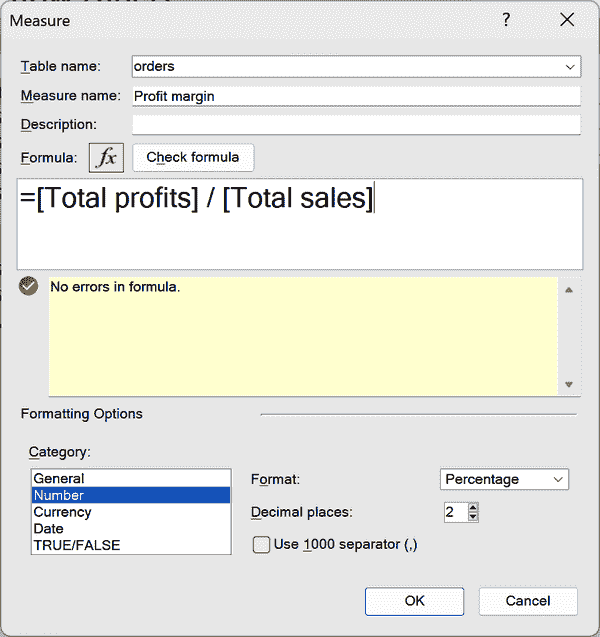 Measure ?
Table name: orders
Measure name: Profit margin
Description:
Formula: fx Check formula
=[Total profits] / [Total sales]
No errors in formula.
Formatting Options
Category:
General
Number
Currency
Date
TRUE/FALSE
Format: Percentage
Decimal places: 2
Use 1000 separator (,)
OK Cancel